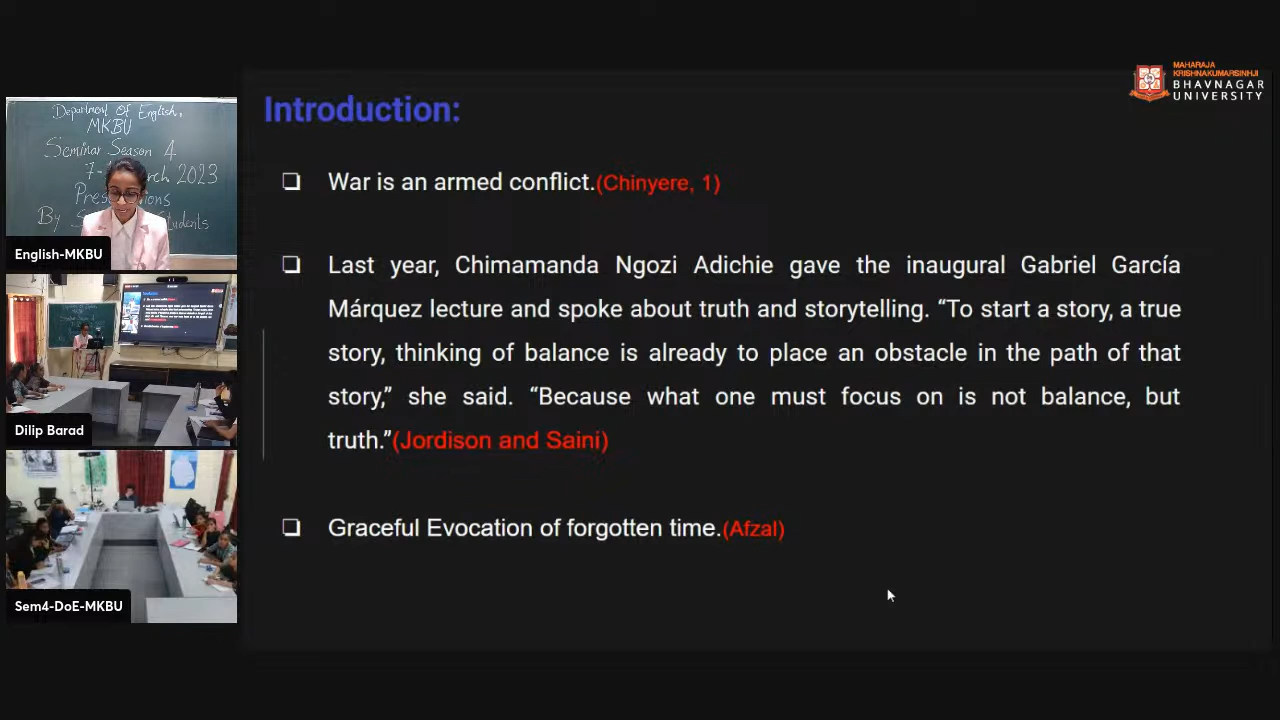 MAHARAJA
KRISHNAKUMARSINHJI
BHAVNAGAR
UNIVERSITY
Introduction:
War is an armed conflict.(Chinyere, 1)
Last year, Chimamanda Ngozi Adichie gave the inaugural Gabriel García
Márquez lecture and spoke about truth and storytelling. “To start a story, a true
story, thinking of balance is already to place an obstacle in the path of that
story,” she said. “Because what one must focus on is not balance, but
truth.”(Jordison and Saini)
Graceful Evocation of forgotten time.(Afzal)
Department Of English,
MKBU
Seminar Season 4
2023
By
English-MKBU
Dilip Barad
Sem4-DoE-MKBU